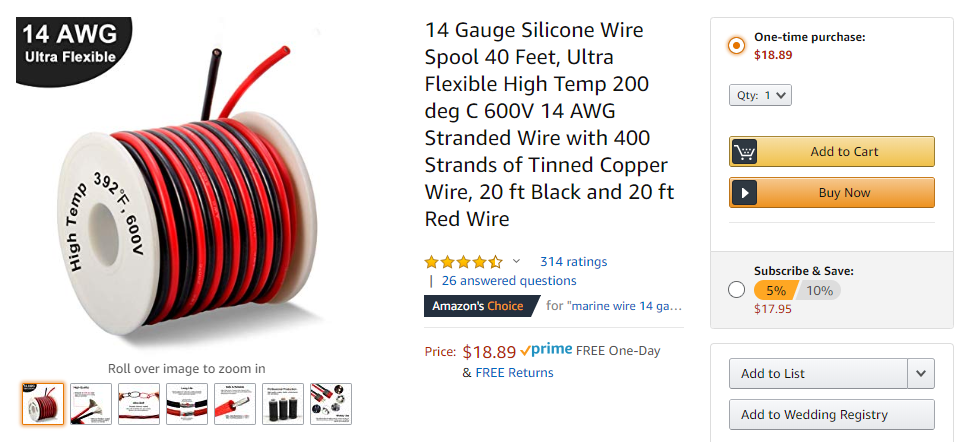 14 AWG
Ultra Flexible
High Temp 392°F, 600V
Roll over image to zoom in
14 AWG
14 Gauge Silicone Wire
Spool 40 Feet, Ultra
Flexible High Temp 200
deg C 600V 14 AWG
Stranded Wire with 400
Strands of Tinned Copper
Wire, 20 ft Black and 20 ft
Red Wire
314 ratings
| 26 answered questions
Amazon's Choice for "marine wire 14 ga…
Price: $18.89 prime FREE One-Day
& FREE Returns
One-time purchase:
$18.89
Qty: 1
Add to Cart
Buy Now
Subscribe & Save:
5% 10%
$17.95
Add to List
Add to Wedding Registry